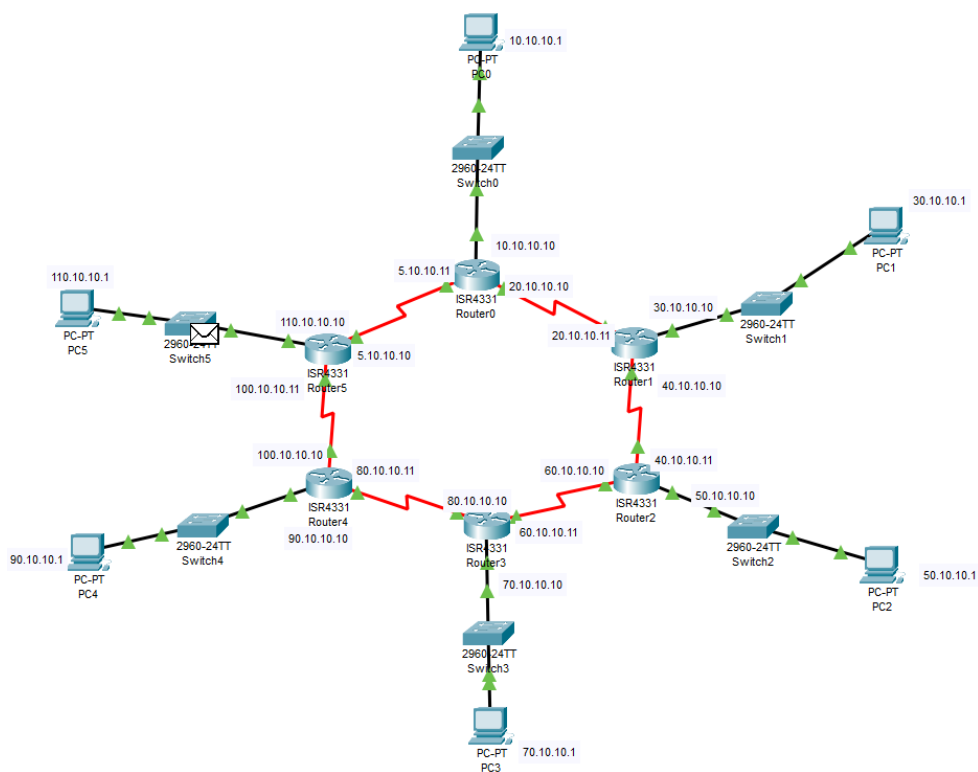 10.10.10.1
PC-PT
PC0
2960-24TT
Switch0
30.10.10.1
PC-PT
PC1
10.10.10.10
5.10.10.11
110.10.10.1
ISR4331
Router0
20.10.10.10
30.10.10.10
2960-24TT
Switch1
PC-PT
PC5
110.10.10.10
2960-24TT
Switch5
5.10.10.10
20.10.10.11
ISR4331
Router5
ISR4331
Router1
100.10.10.11
40.10.10.10
100.10.10.10
80.10.10.11
60.10.10.10
40.10.10.11
ISR4331
Router4
80.10.10.10
ISR4331
Router2
50.10.10.10
90.10.10.10
ISR4331
Router3
60.10.10.11
2960-24TT
Switch4
2960-24TT
Switch2
90.10.10.1
PC-PT
PC4
70.10.10.10
50.10.10.1
PC-PT
PC2
2960-24TT
Switch3
70.10.10.1
PC-PT
PC3